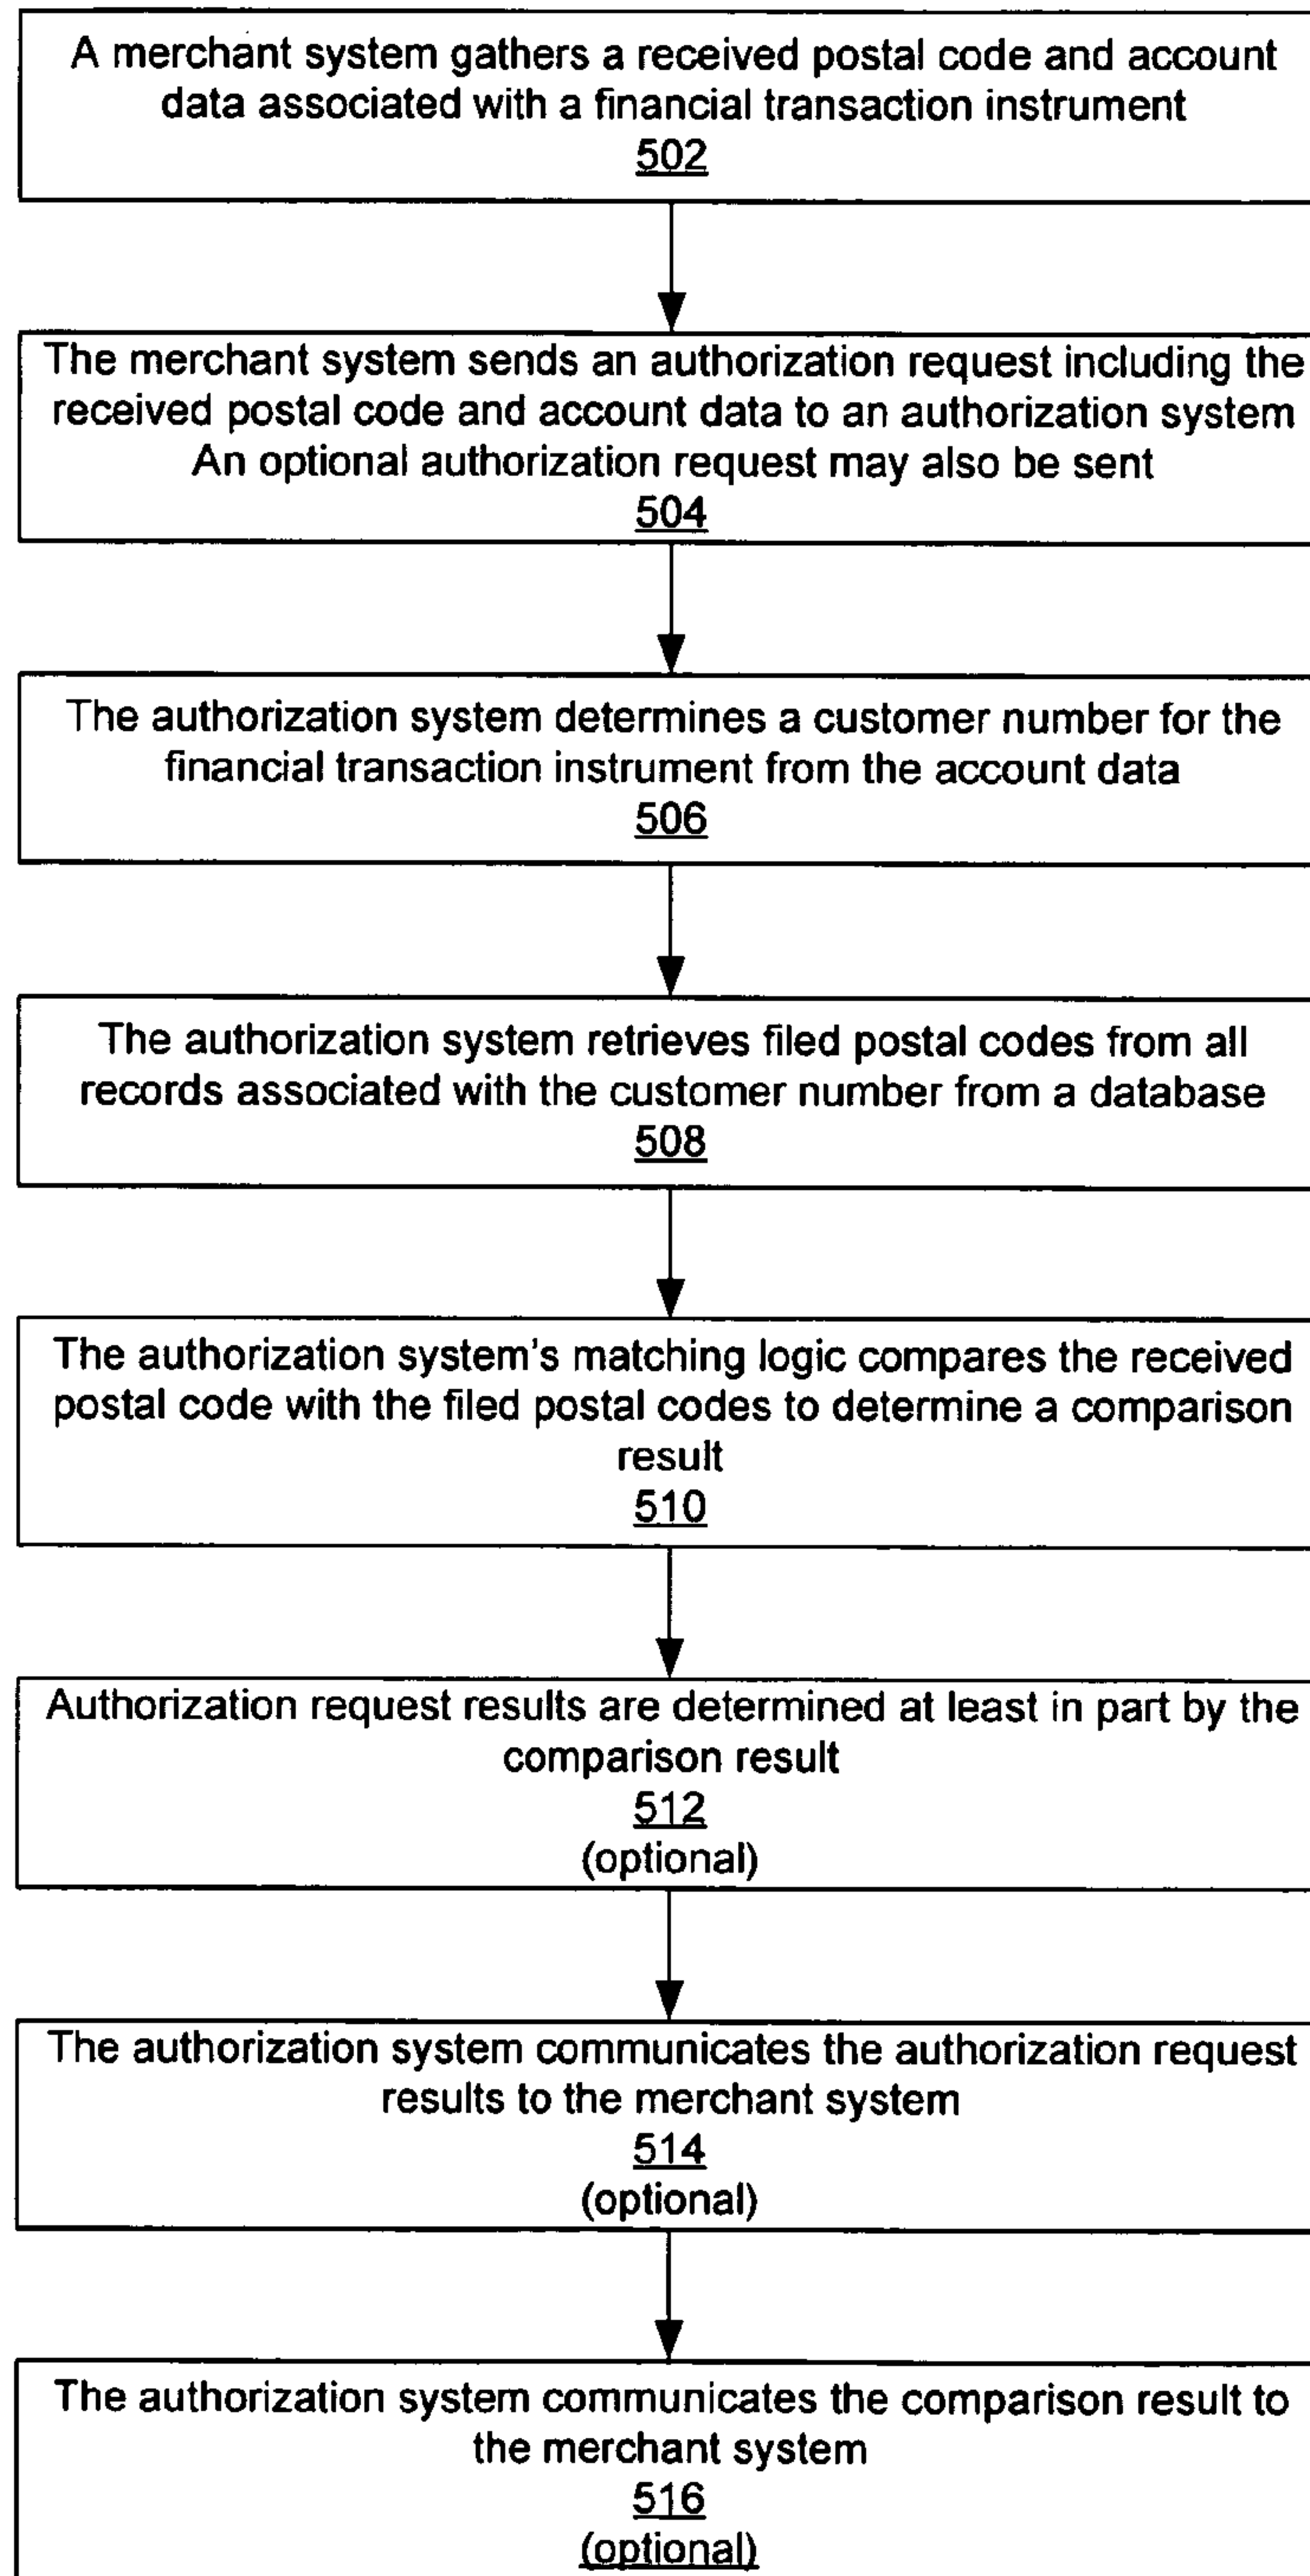 A merchant system gathers a received postal code and account
data associated with a financial transaction instrument
502
The merchant system sends an authorization request including the
received postal code and account data to an authorization system
An optional authorization request may also be sent
504
The authorization system determines a customer number for the
financial transaction instrument from the account data
506
The authorization system retrieves filed postal codes from all
records associated with the customer number from a database
508
The authorization system's matching logic compares the received
postal code with the filed postal codes to determine a comparison
result
510
Authorization request results are determined at least in part by the
comparison result
512
(optional)
The authorization system communicates the authorization request
results to the merchant system
514
(optional)
The authorization system communicates the comparison result to
the merchant system
516
(optional)